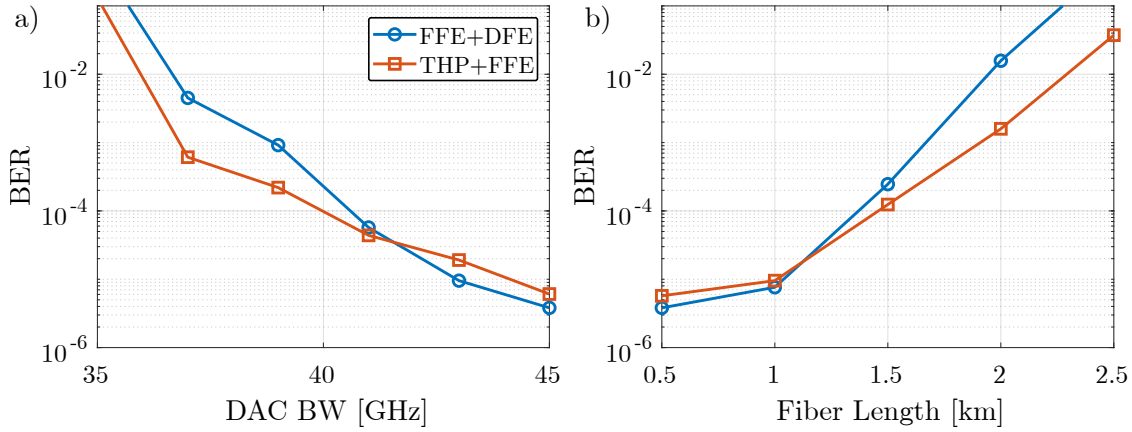 a)
BER
10^-2
10^-4
10^-6
35
40
45
DAC BW [GHz]
FFE+DFE
THP+FFE
b)
BER
10^-2
10^-4
10^-6
0.5
1
1.5
2
2.5
Fiber Length [km]